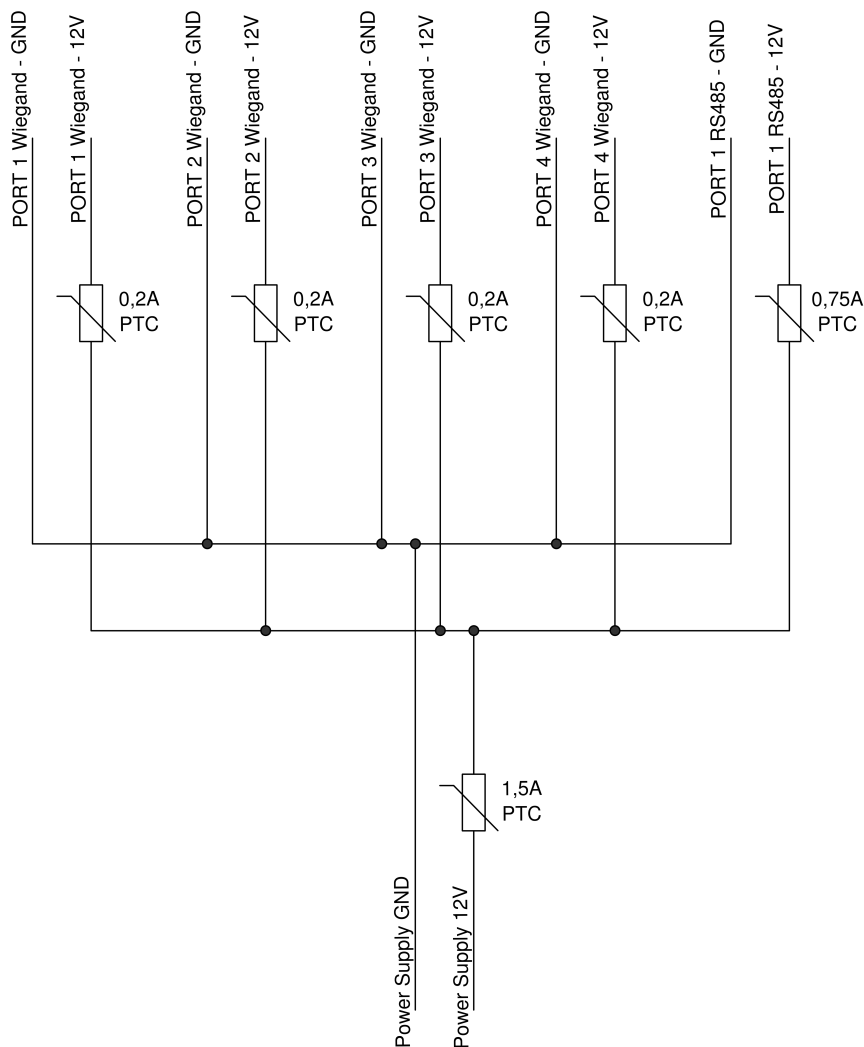 PORT 1 Wiegand - GND
PORT 1 Wiegand - 12V
PORT 2 Wiegand - GND
PORT 2 Wiegand - 12V
PORT 3 Wiegand - GND
PORT 3 Wiegand - 12V
PORT 4 Wiegand - GND
PORT 4 Wiegand - 12V
PORT 1 RS485 - GND
PORT 1 RS485 - 12V
0,2A
PTC
0,2A
PTC
0,2A
PTC
0,2A
PTC
0,75A
PTC
1,5A
PTC
Power Supply GND
Power Supply 12V